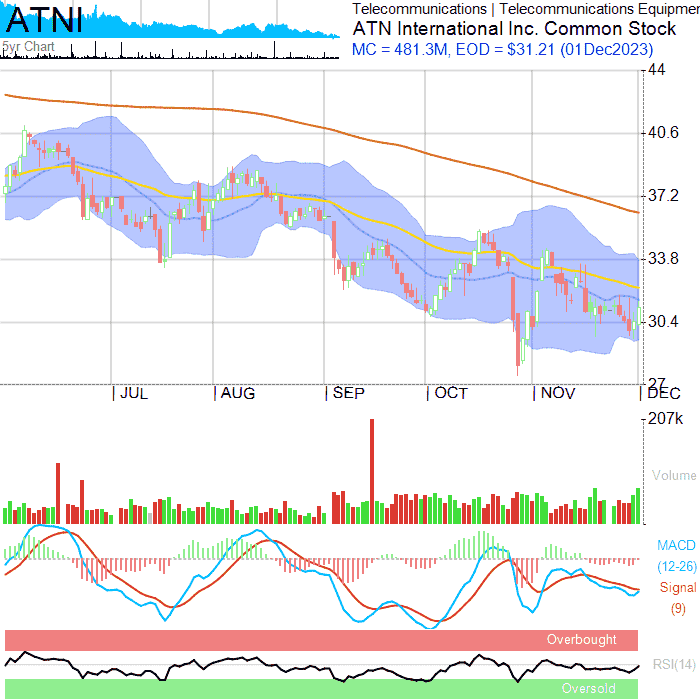 ATNI
5yr Chart
Telecommunications | Telecommunications Equipmen
ATN International Inc. Common Stock
MC = 481.3M, EOD = $31.21 (01Dec2023)
44
40.6
37.2
33.8
30.4
27
JUL AUG SEP OCT NOV DEC
207k
Volume
MACD
(12-26)
Signal
(9)
Overbought
RSI(14)
Oversold